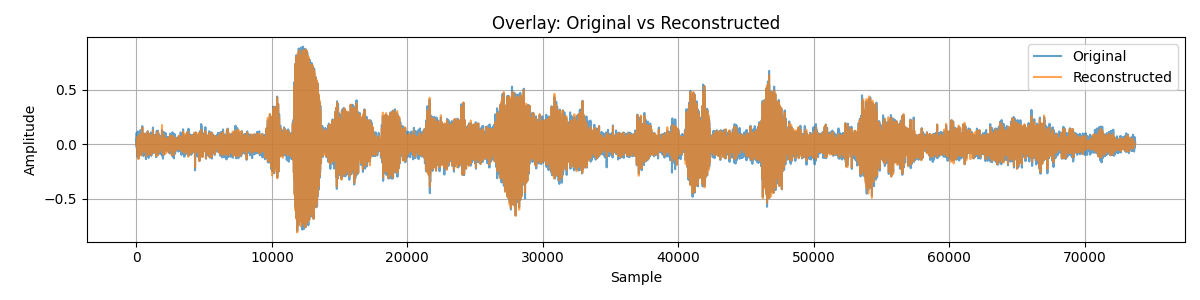 Overlay: Original vs Reconstructed
Original
Reconstructed
Amplitude
0.5
0.0
−0.5
0 10000 20000 30000 40000 50000 60000 70000
Sample